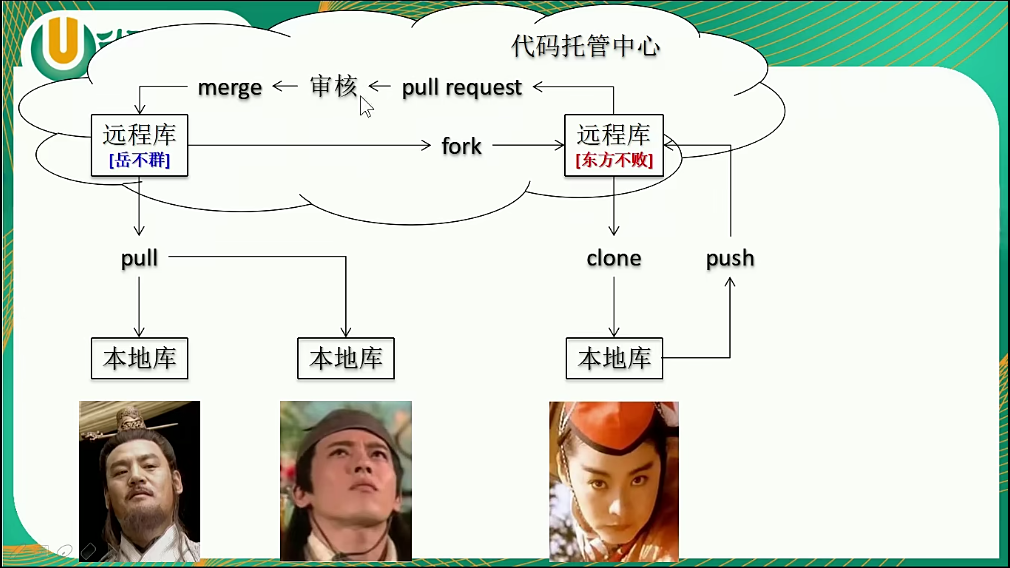 代码托管中心
merge
审核
pull request
远程库
[岳不群]
fork
远程库
[东方不败]
pull
clone
push
本地库
本地库
本地库